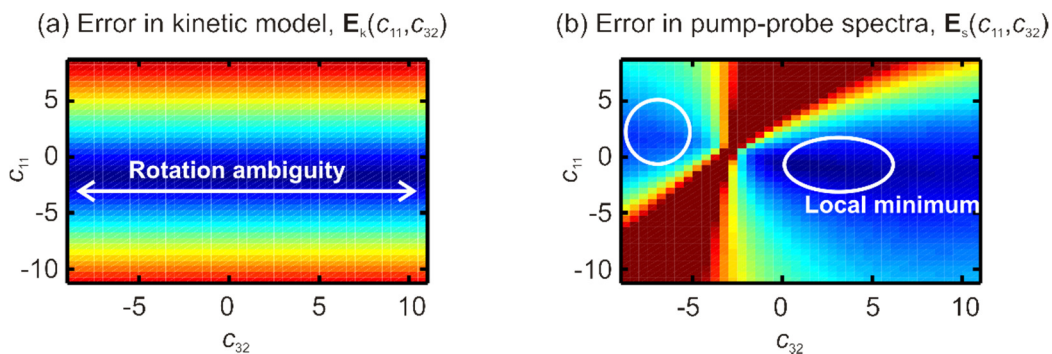 (a) Error in kinetic model, Eₖ(c₁₁,c₃₂)
5
0
-5
-10
c₁₁
Rotation ambiguity
-5
0
5
10
c₃₂
(b) Error in pump-probe spectra, Eₛ(c₁₁,c₃₂)
5
0
-5
-10
c₁₁
Local minimum
-5
0
5
10
c₃₂